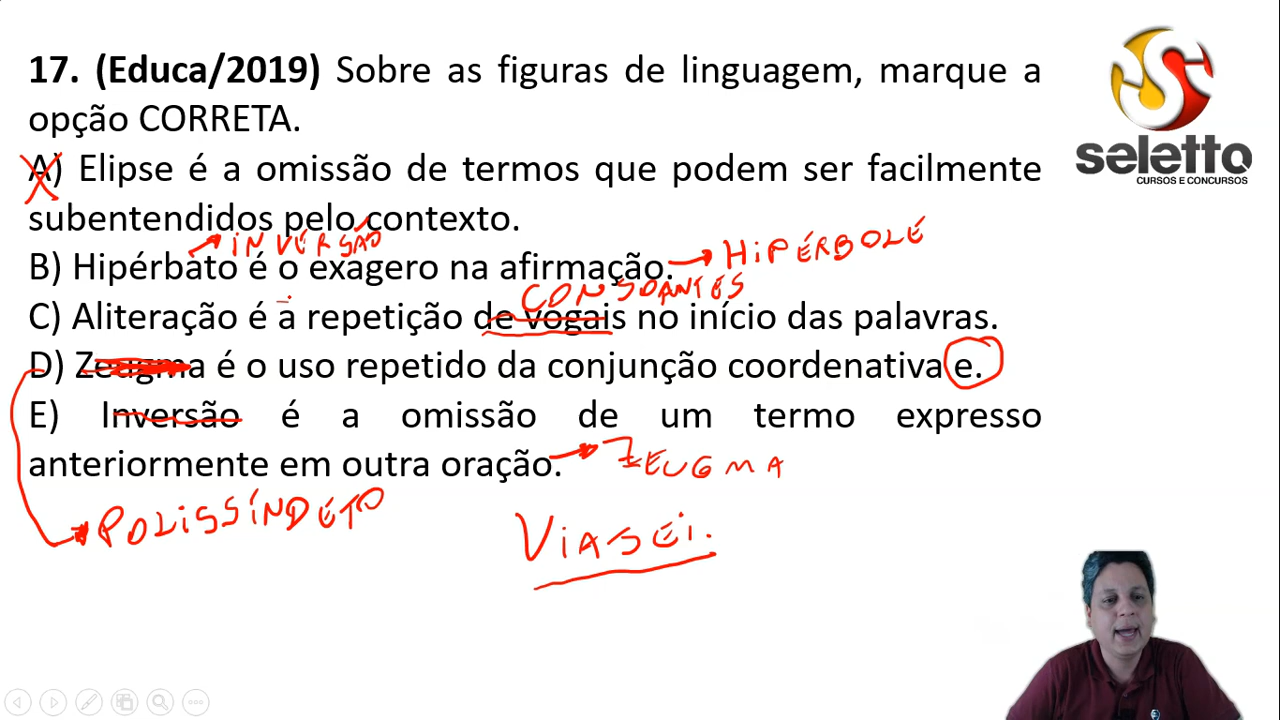 17. (Educa/2019) Sobre as figuras de linguagem, marque a
opção CORRETA.
A) Elipse é a omissão de termos que podem ser facilmente
subentendidos pelo contexto.
INVERSÃO
HIPÉRBOLE
B) Hipérbato é o exagero na afirmação.
CONSOANTES
C) Aliteração é a repetição de vogais no início das palavras.
D) Zeugma é o uso repetido da conjunção coordenativa e.
E) Inversão é a omissão de um termo expresso
anteriormente em outra oração.
ZEUGMA
POLISSÍNDETO
VIASEI.
seletto
CURSOS E CONCURSOS